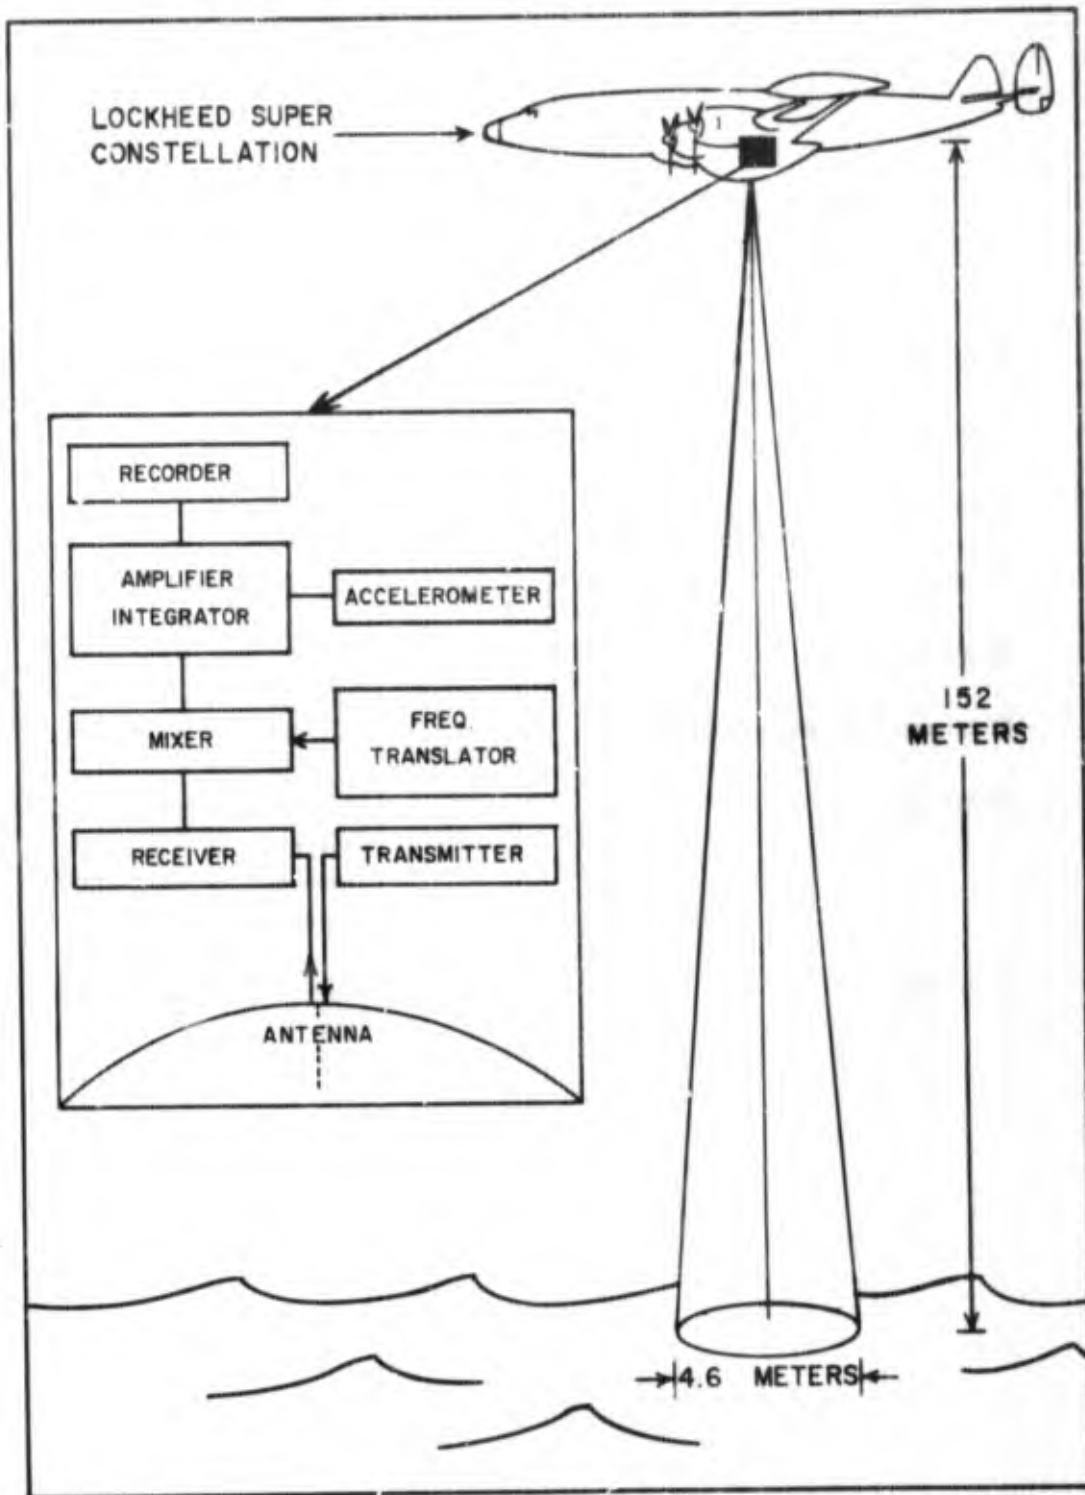 LOCKHEED SUPER
CONSTELLATION
RECORDER
AMPLIFIER
INTEGRATOR
ACCELEROMETER
MIXER
FREQ.
TRANSLATOR
RECEIVER
TRANSMITTER
ANTENNA
152
METERS
4.6 METERS